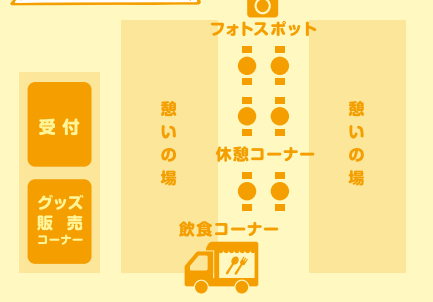 フォトスポット
受付
憩いの場
憩いの場
休憩コーナー
グッズ
販売
コーナー
飲食コーナー